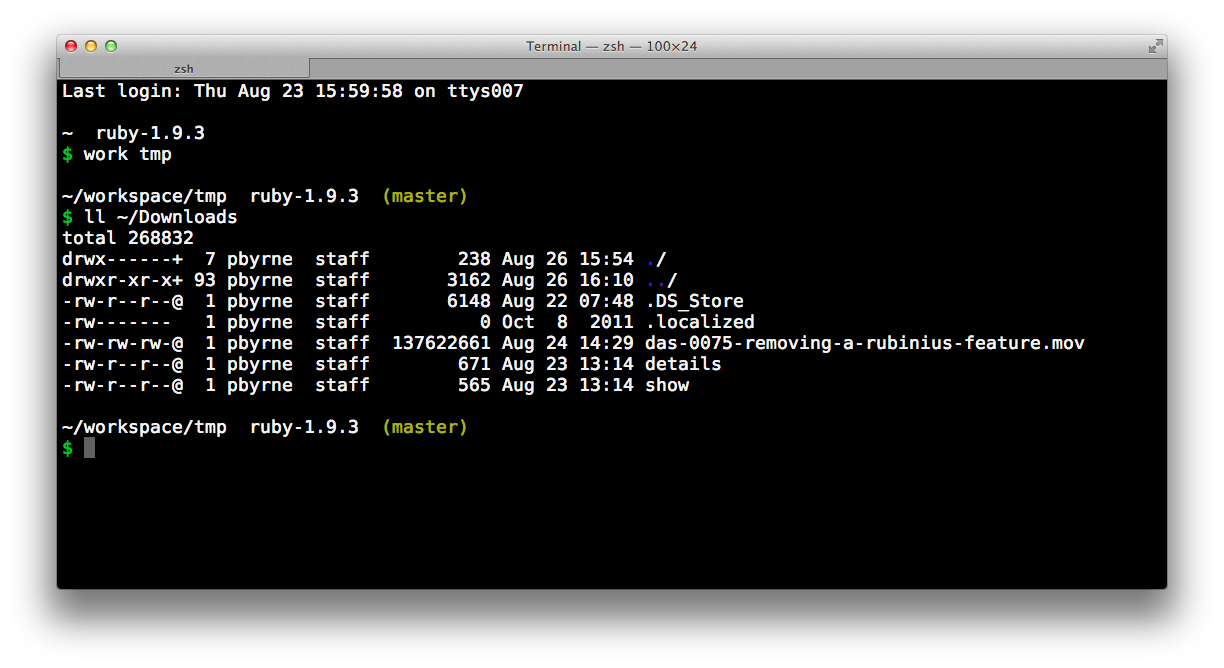 Terminal — zsh — 100×24
zsh
Last login: Thu Aug 23 15:59:58 on ttys007
~  ruby-1.9.3
$ work tmp
~/workspace/tmp  ruby-1.9.3  (master)
$ ll ~/Downloads
total 268832
drwx------+  7 pbyrne  staff        238 Aug 26 15:54 ./
drwxr-xr-x+ 93 pbyrne  staff       3162 Aug 26 16:10 ../
-rw-r--r--@  1 pbyrne  staff       6148 Aug 22 07:48 .DS_Store
-rw-------   1 pbyrne  staff          0 Oct  8  2011 .localized
-rw-rw-rw-@  1 pbyrne  staff  137622661 Aug 24 14:29 das-0075-removing-a-rubinius-feature.mov
-rw-r--r--@  1 pbyrne  staff        671 Aug 23 13:14 details
-rw-r--r--@  1 pbyrne  staff        565 Aug 23 13:14 show
~/workspace/tmp  ruby-1.9.3  (master)
$